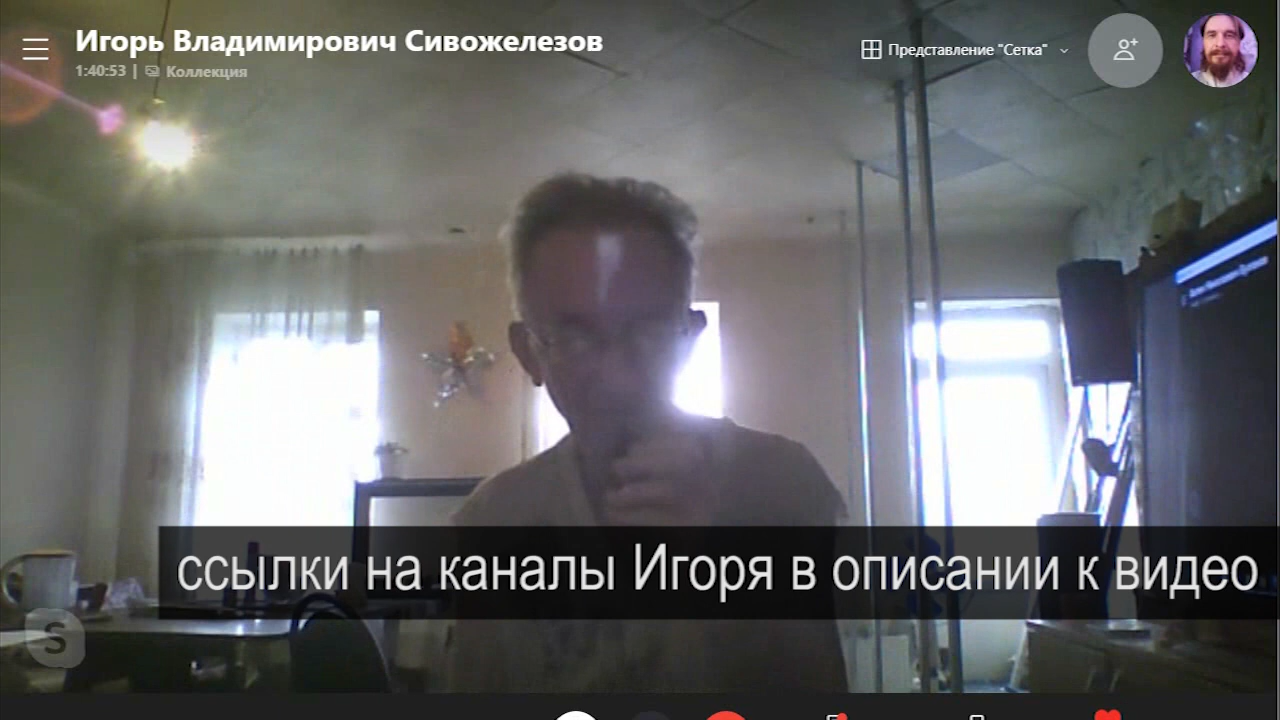 Игорь Владимирович Сивожелезов
1:40:53 | Коллекция
Представление "Сетка"
ссылки на каналы Игоря в описании к видео
S